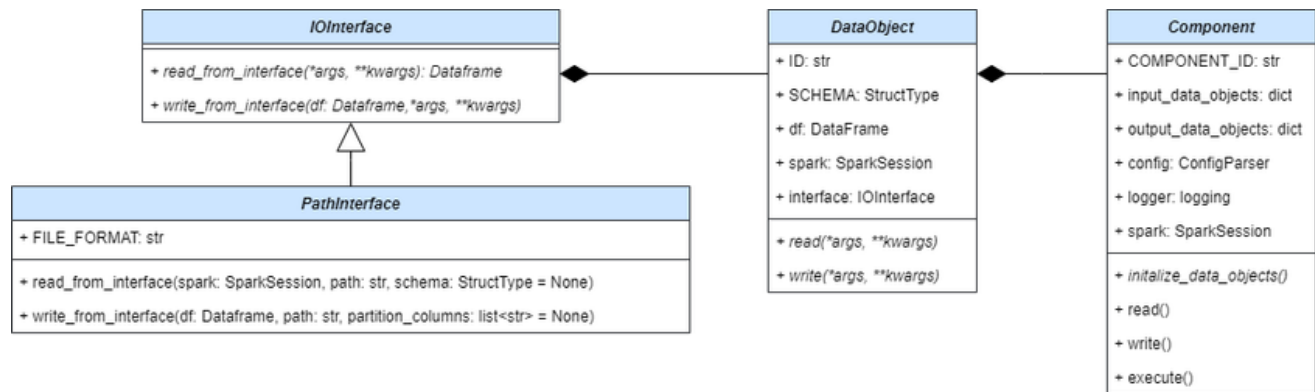 IOInterface
+ read_from_interface(*args, **kwargs): Dataframe
+ write_from_interface(df: Dataframe,*args, **kwargs)
PathInterface
+ FILE_FORMAT: str
+ read_from_interface(spark: SparkSession, path: str, schema: StructType = None)
+ write_from_interface(df: Dataframe, path: str, partition_columns: list<str> = None)
DataObject
+ ID: str
+ SCHEMA: StructType
+ df: DataFrame
+ spark: SparkSession
+ interface: IOInterface
+ read(*args, **kwargs)
+ write(*args, **kwargs)
Component
+ COMPONENT_ID: str
+ input_data_objects: dict
+ output_data_objects: dict
+ config: ConfigParser
+ logger: logging
+ spark: SparkSession
+ initalize_data_objects()
+ read()
+ write()
+ execute()